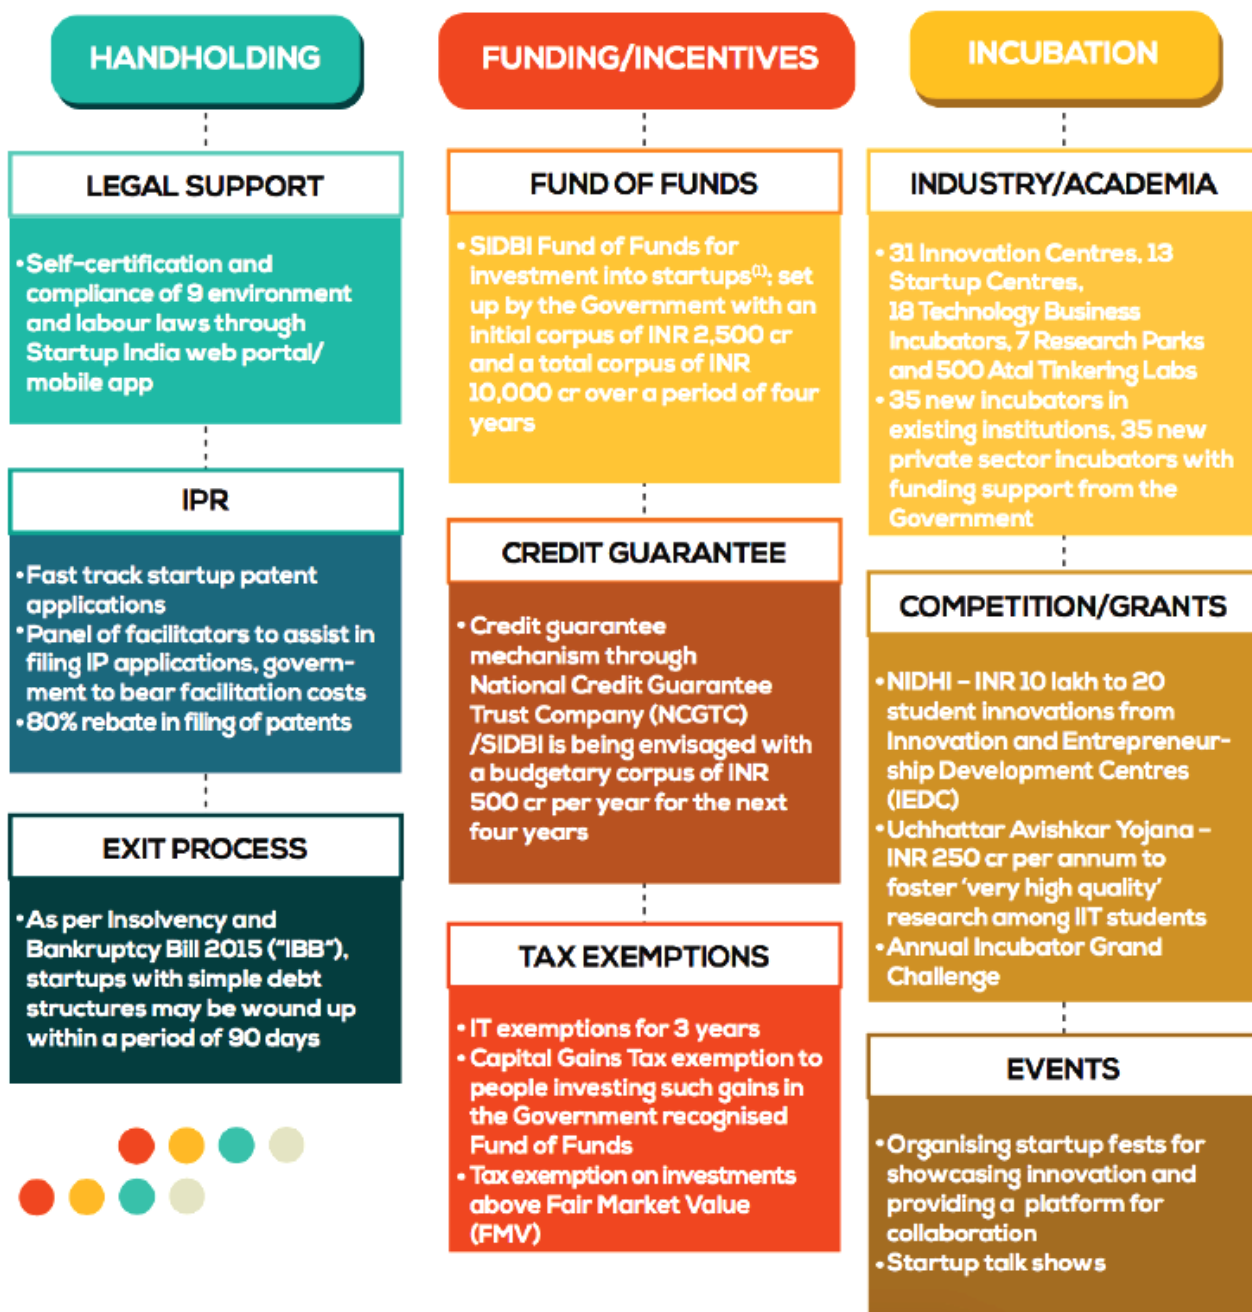 HANDHOLDING
LEGAL SUPPORT
• Self-certification and
compliance of 9 environment
and labour laws through
Startup India web portal/
mobile app
IPR
• Fast track startup patent
applications
• Panel of facilitators to assist in
filing IP applications, govern-
ment to bear facilitation costs
• 80% rebate in filing of patents
EXIT PROCESS
• As per Insolvency and
Bankruptcy Bill 2015 ("IBB"),
startups with simple debt
structures may be wound up
within a period of 90 days
FUNDING/INCENTIVES
FUND OF FUNDS
• SIDBI Fund of Funds for
investment into startups(1); set
up by the Government with an
initial corpus of INR 2,500 cr
and a total corpus of INR
10,000 cr over a period of four
years
CREDIT GUARANTEE
• Credit guarantee
mechanism through
National Credit Guarantee
Trust Company (NCGTC)
/SIDBI is being envisaged with
a budgetary corpus of INR
500 cr per year for the next
four years
TAX EXEMPTIONS
• IT exemptions for 3 years
• Capital Gains Tax exemption to
people investing such gains in
the Government recognised
Fund of Funds
• Tax exemption on investments
above Fair Market Value
(FMV)
INCUBATION
INDUSTRY/ACADEMIA
• 31 Innovation Centres, 13
Startup Centres,
18 Technology Business
Incubators, 7 Research Parks
and 500 Atal Tinkering Labs
• 35 new incubators in
existing institutions, 35 new
private sector incubators with
funding support from the
Government
COMPETITION/GRANTS
• NIDHI – INR 10 lakh to 20
student innovations from
Innovation and Entrepreneur-
ship Development Centres
(IEDC)
• Uchhattar Avishkar Yojana –
INR 250 cr per annum to
foster 'very high quality'
research among IIT students
• Annual Incubator Grand
Challenge
EVENTS
• Organising startup fests for
showcasing innovation and
providing a platform for
collaboration
• Startup talk shows